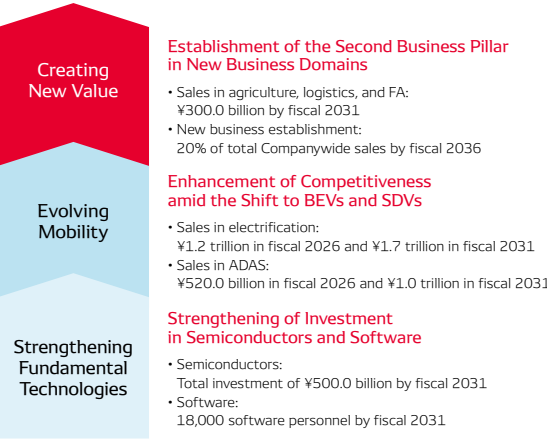 Creating
New Value
Establishment of the Second Business Pillar
in New Business Domains
• Sales in agriculture, logistics, and FA:
¥300.0 billion by fiscal 2031
• New business establishment:
20% of total Companywide sales by fiscal 2036
Evolving
Mobility
Enhancement of Competitiveness
amid the Shift to BEVs and SDVs
• Sales in electrification:
¥1.2 trillion in fiscal 2026 and ¥1.7 trillion in fiscal 2031
• Sales in ADAS:
¥520.0 billion in fiscal 2026 and ¥1.0 trillion in fiscal 2031
Strengthening
Fundamental
Technologies
Strengthening of Investment
in Semiconductors and Software
• Semiconductors:
Total investment of ¥500.0 billion by fiscal 2031
• Software:
18,000 software personnel by fiscal 2031